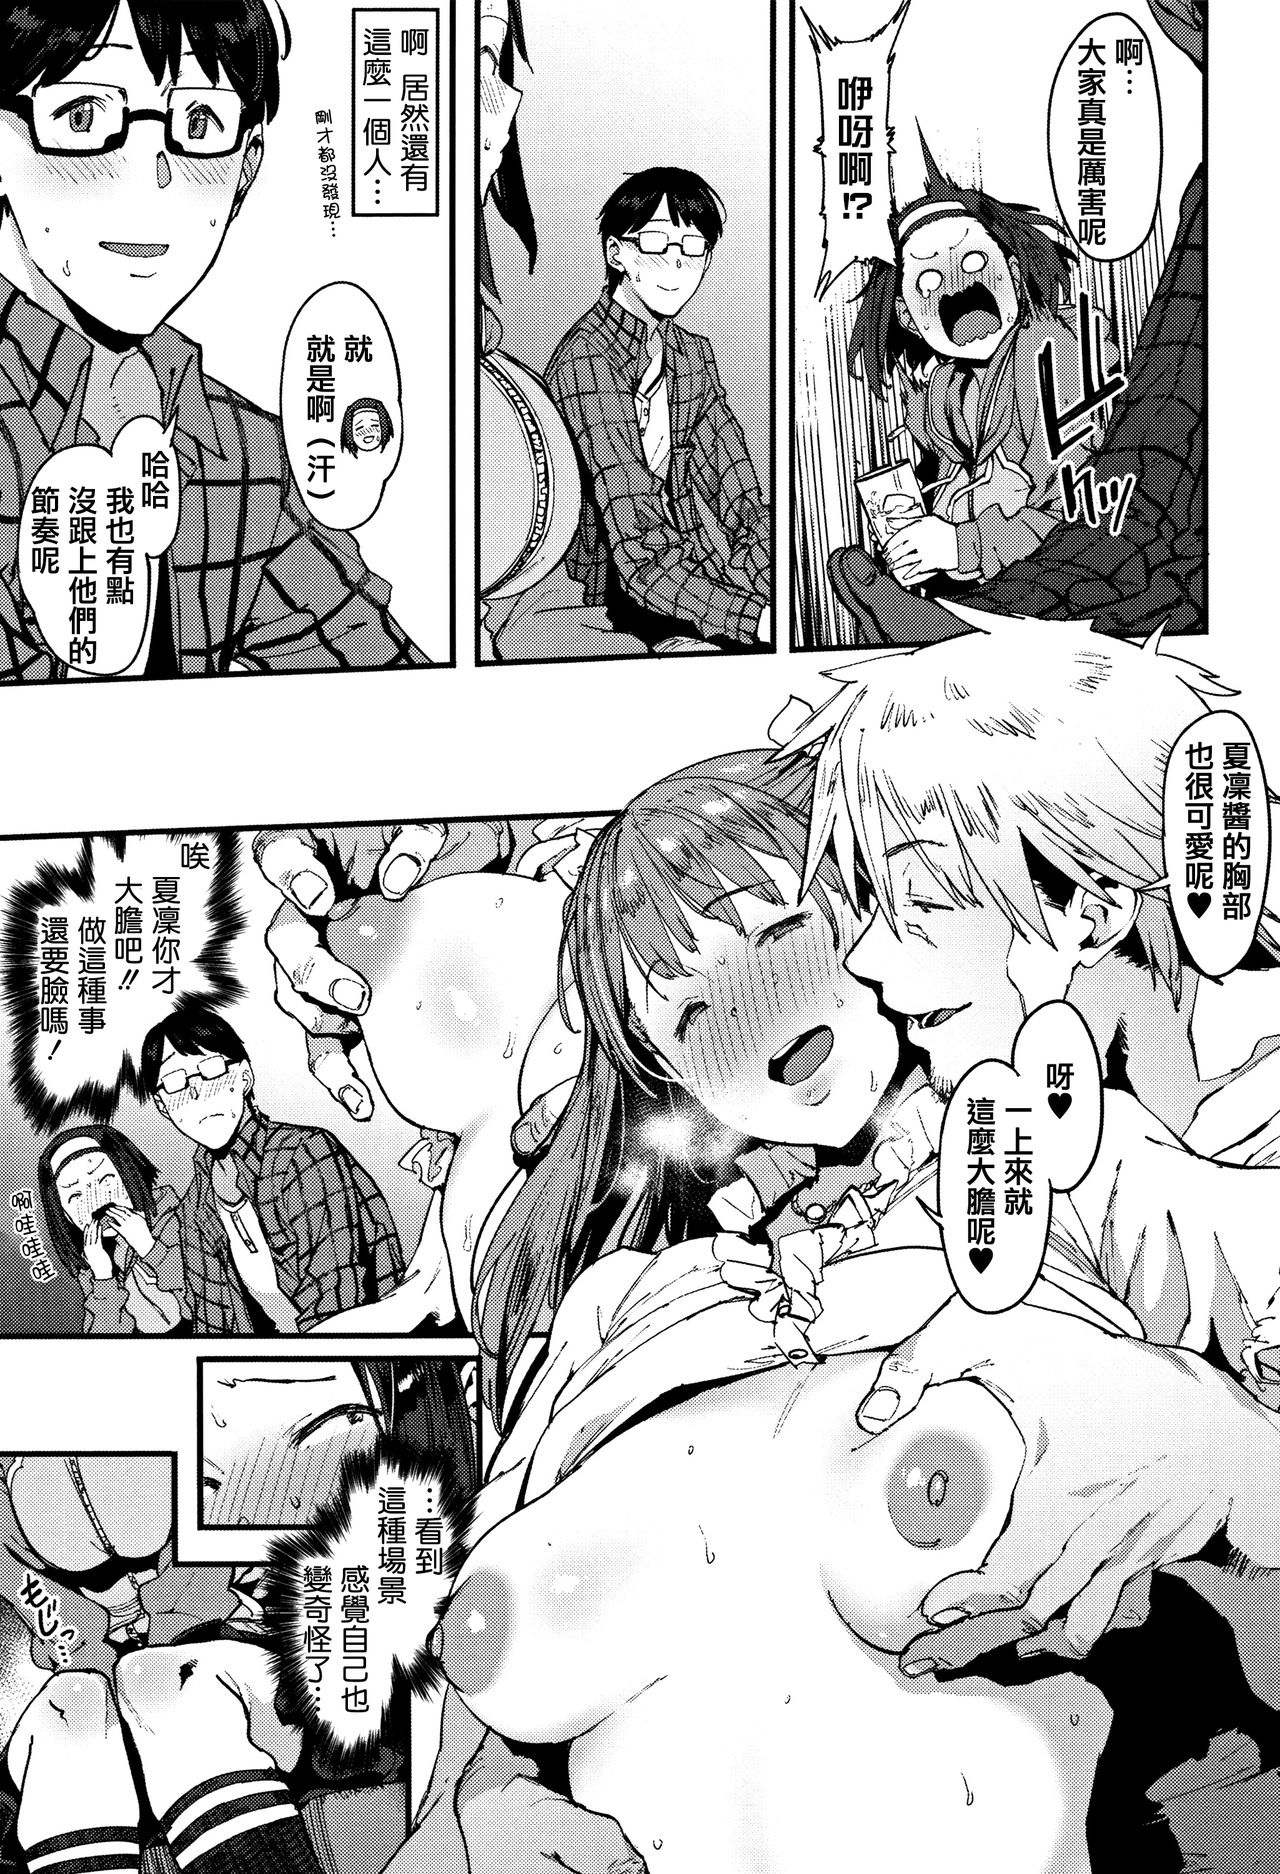 啊…
大家真是厲害呢
咿呀啊!?
啊 居然還有
這麼一個人…
剛才都沒發現…
就
就是啊(汗)
哈哈
我也有點
沒跟上他們的
節奏呢
夏凜醬的胸部
也很可愛呢♥
呀♥
一上來就
這麼大膽呢♥
唉
夏凜你才
大膽吧!!
做這種事
還要臉嗎!
啊哇哇哇
…看到
這種場景
感覺自己也
變奇怪了…
もじっ…